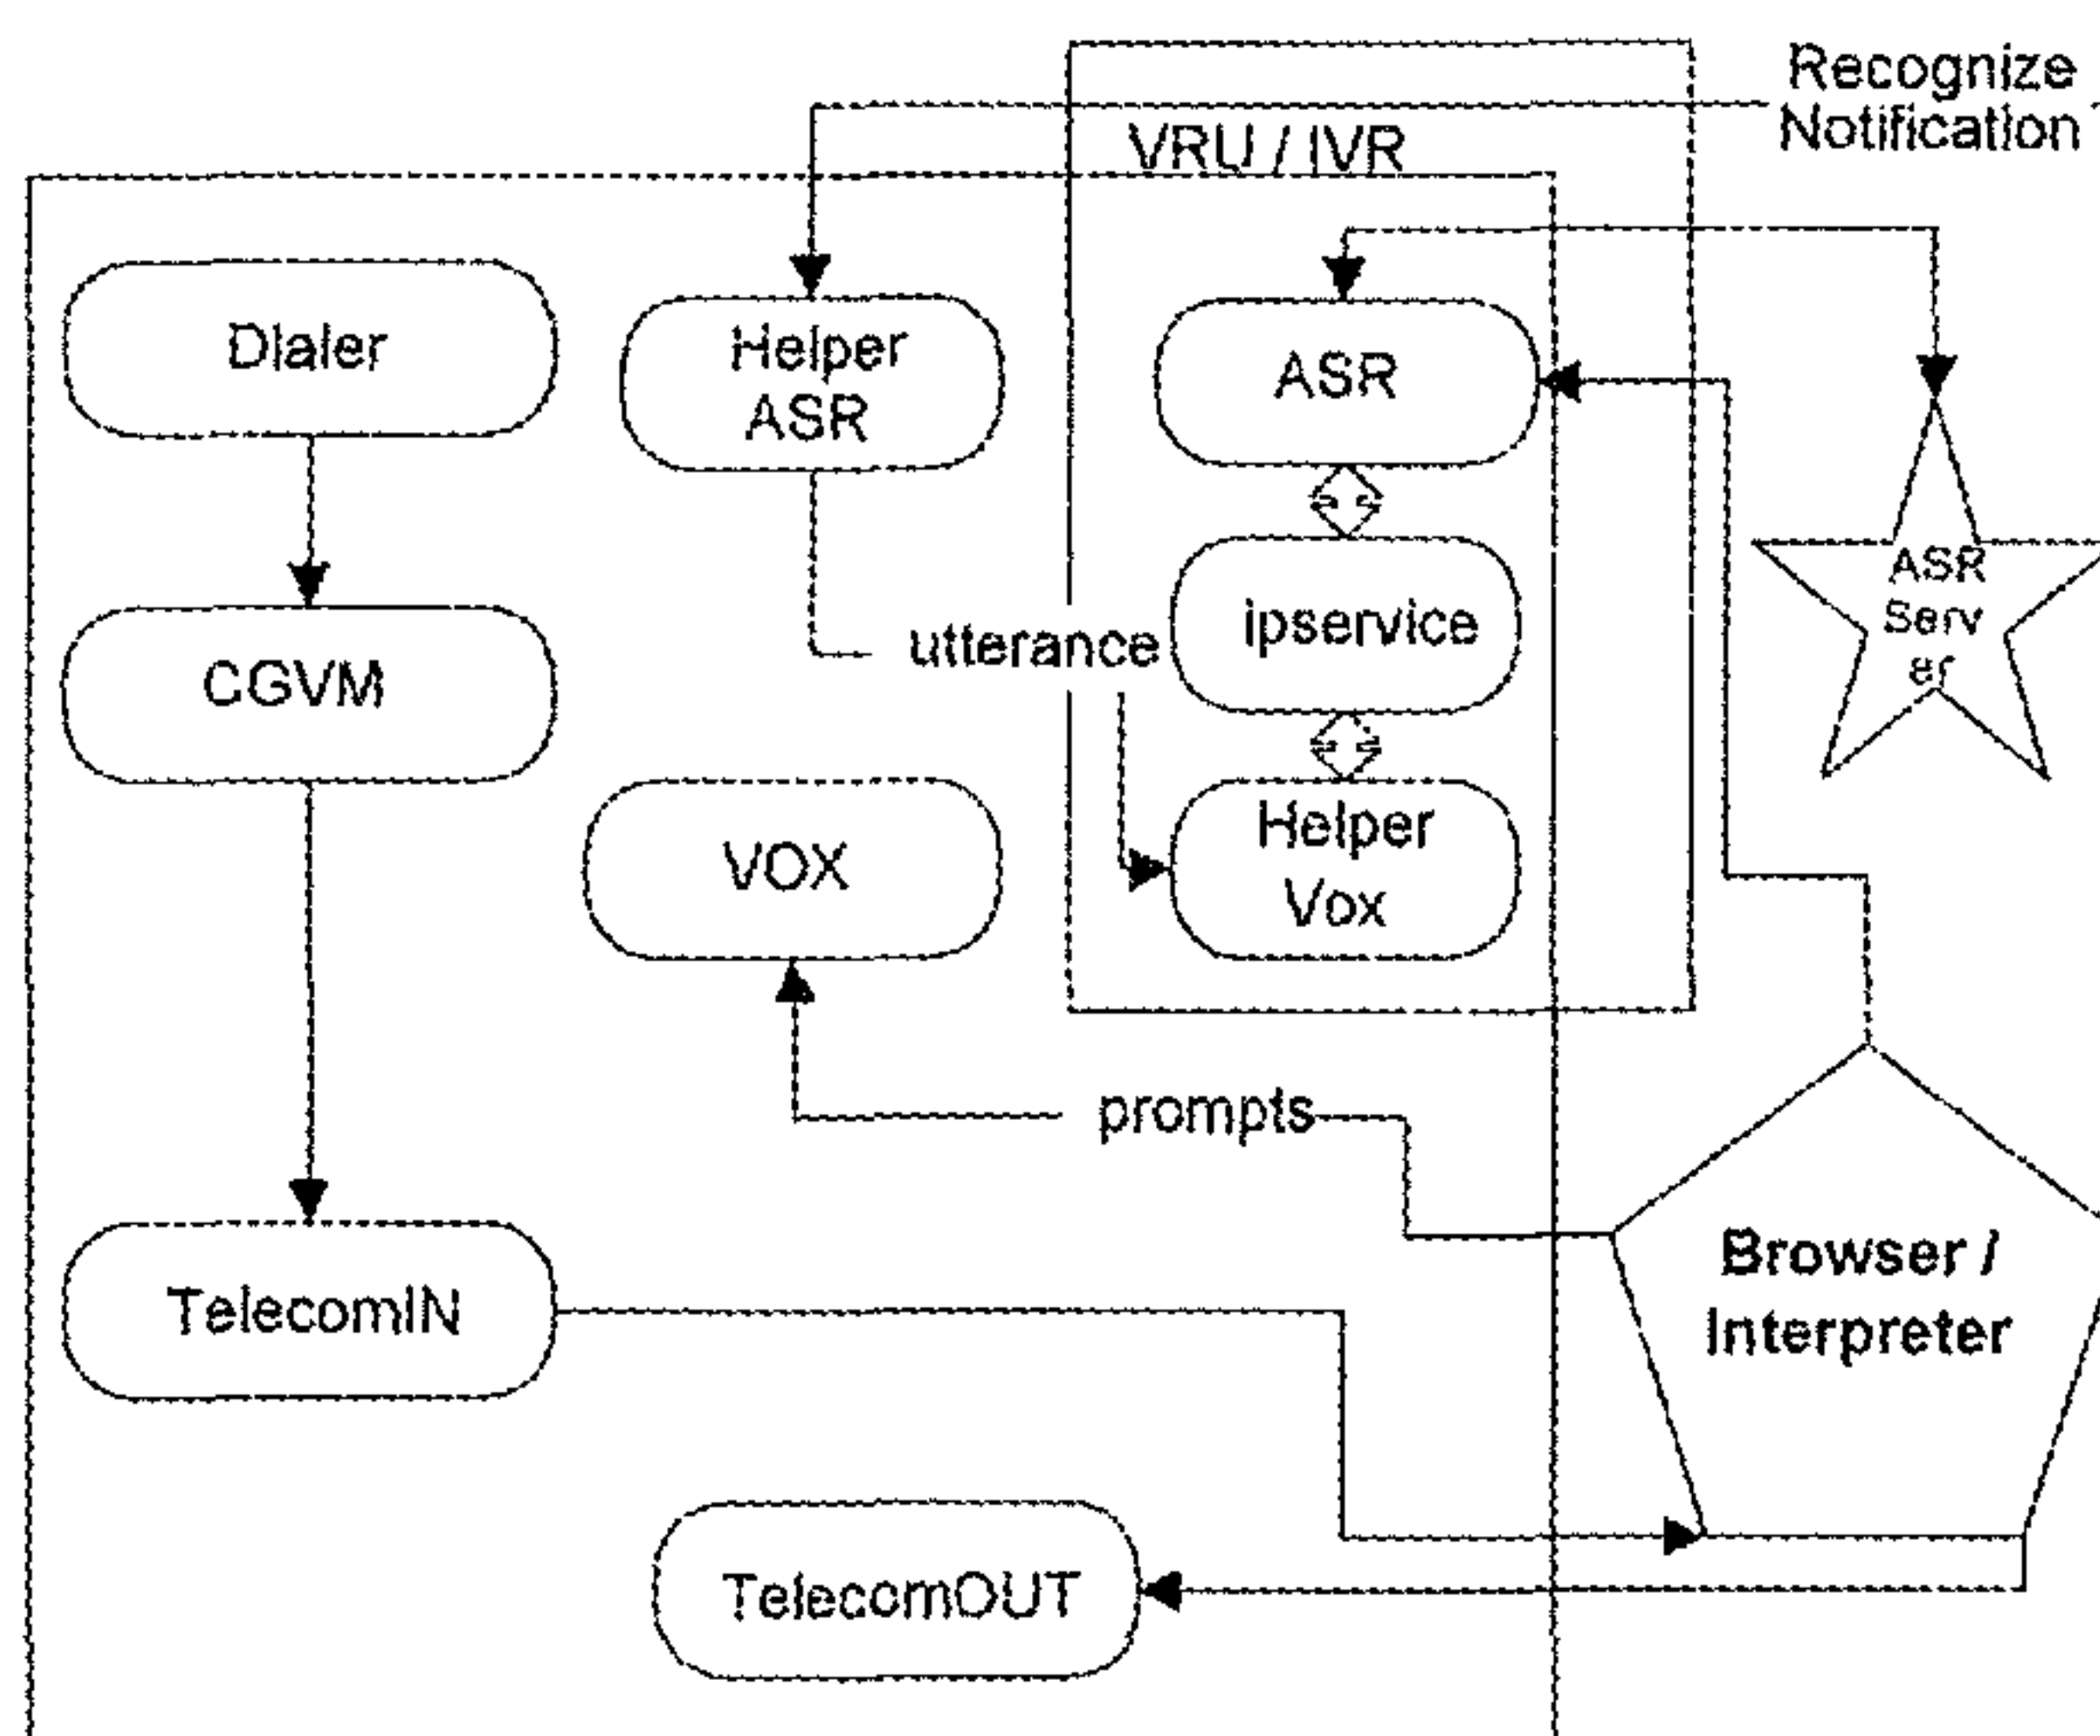 Recognize
Notification
VRU / IVR
Dialer
Helper
ASR
ASR
ASR
Serv
er
utterance
ipservice
CGVM
VOX
Helper
Vox
prompts
Browser /
Interpreter
TelecomIN
TelecomOUT